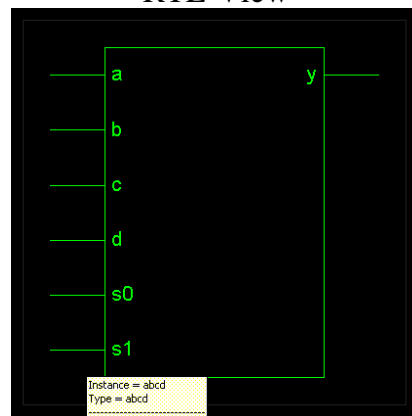 RTL View
a y
b
c
d
s0
s1
Instance = abcd
Type = abcd